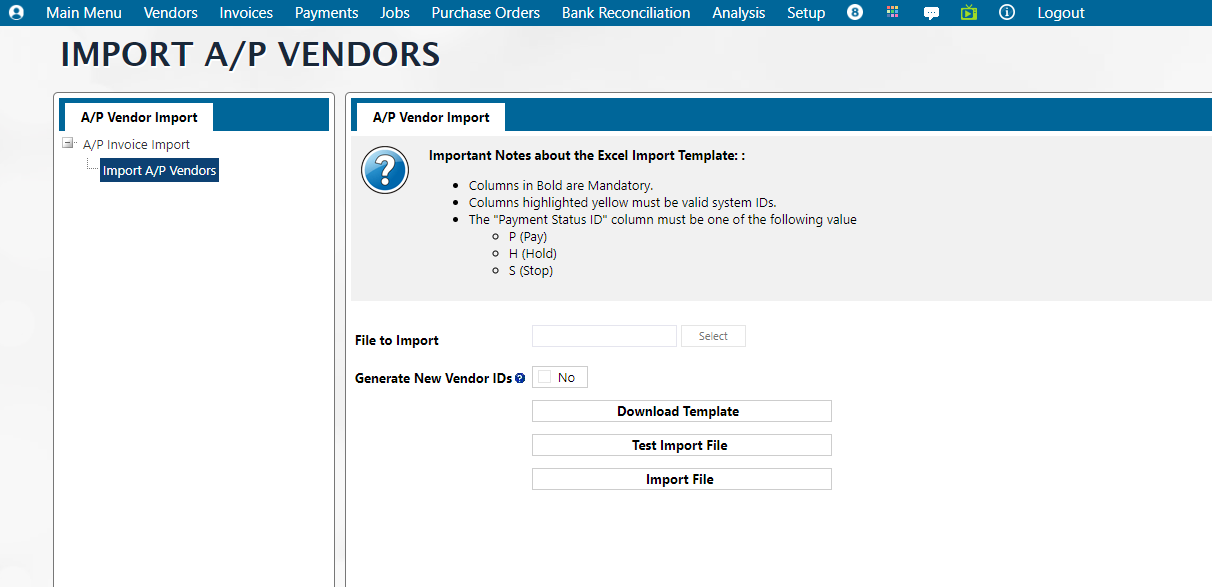 Main Menu Vendors Invoices Payments Jobs Purchase Orders Bank Reconciliation Analysis Setup 8 Logout
IMPORT A/P VENDORS
A/P Vendor Import
A/P Invoice Import
Import A/P Vendors
A/P Vendor Import
Important Notes about the Excel Import Template: :
Columns in Bold are Mandatory.
Columns highlighted yellow must be valid system IDs.
The "Payment Status ID" column must be one of the following value
P (Pay)
H (Hold)
S (Stop)
File to Import Select
Generate New Vendor IDs ? No
Download Template
Test Import File
Import File